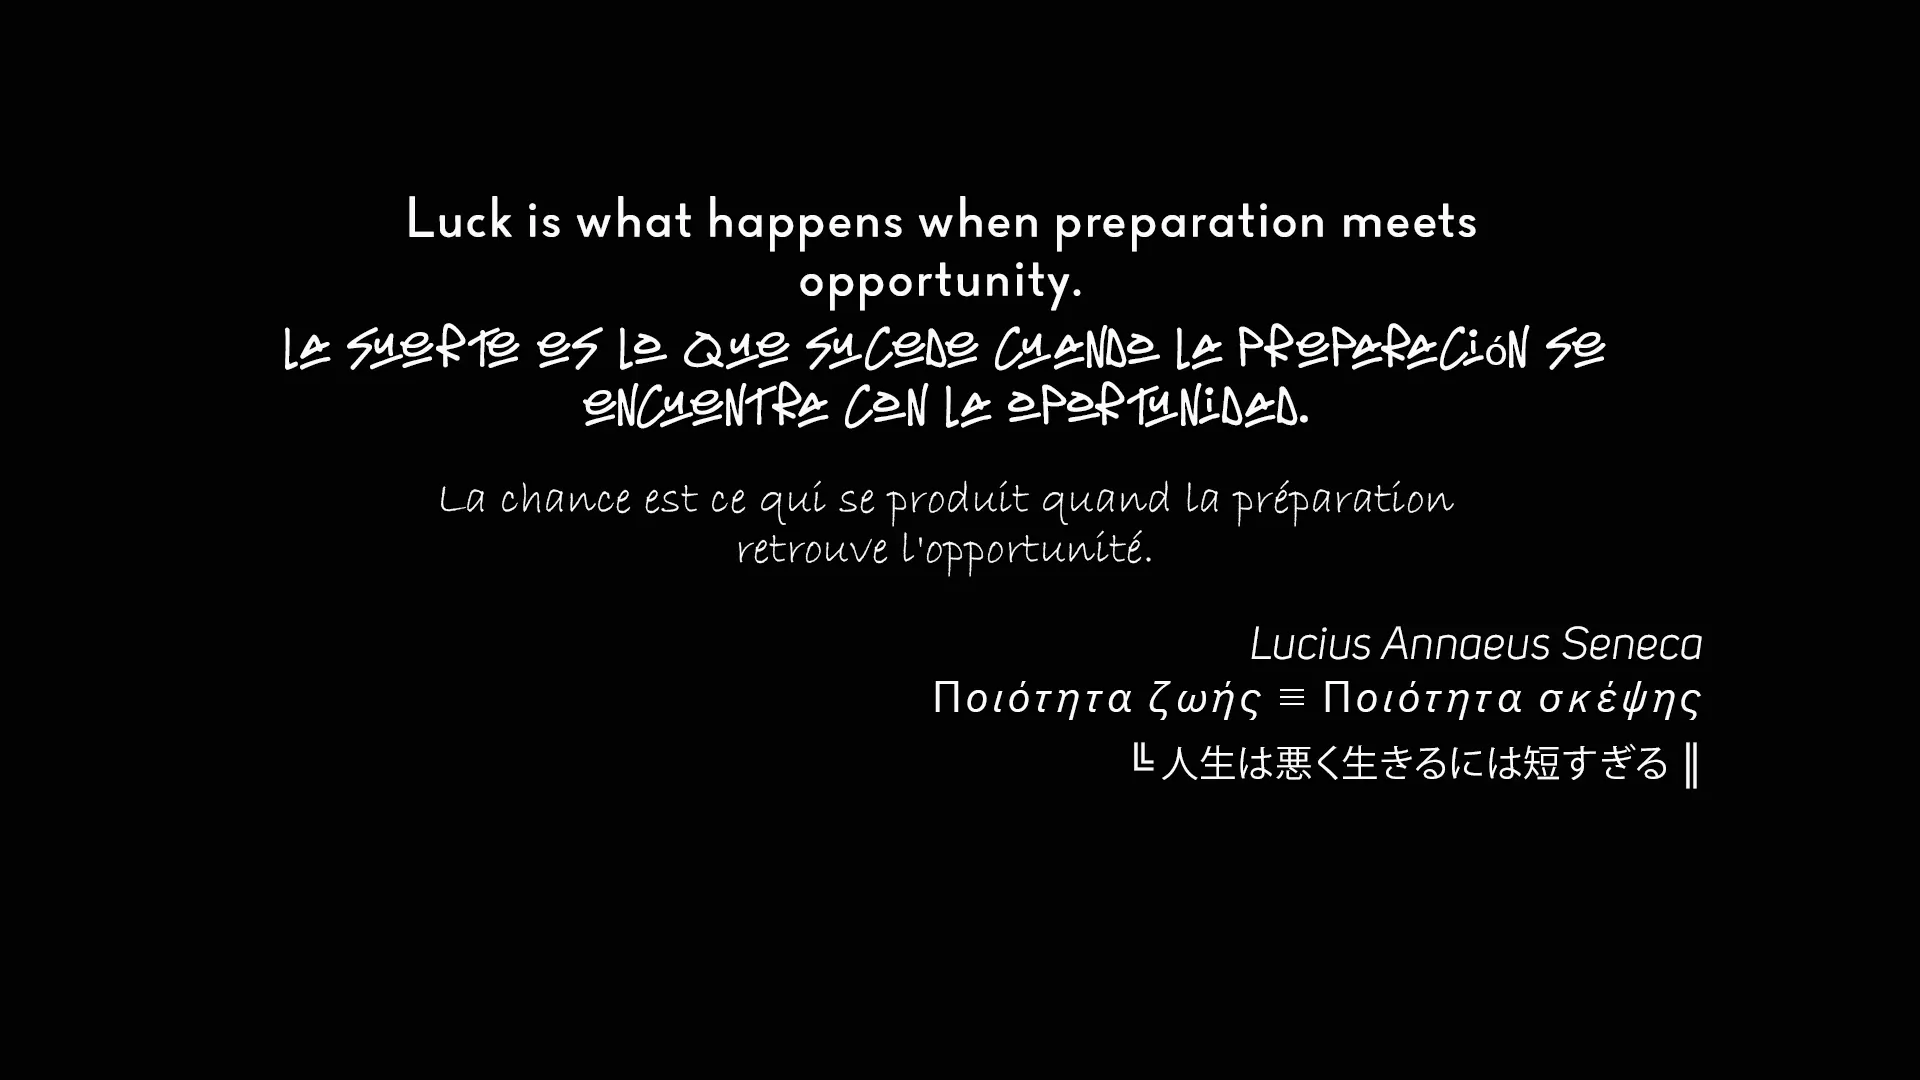 Luck is what happens when preparation meets
opportunity.
La suerte es lo que sucede cuando la preparación se
encuentra con la oportunidad.
La chance est ce qui se produit quand la préparation
retrouve l'opportunité.
Lucius Annaeus Seneca
Ποιότητα ζωής ≡ Ποιότητα σκέψης
╚ 人生は悪く生きるには短すぎる ║